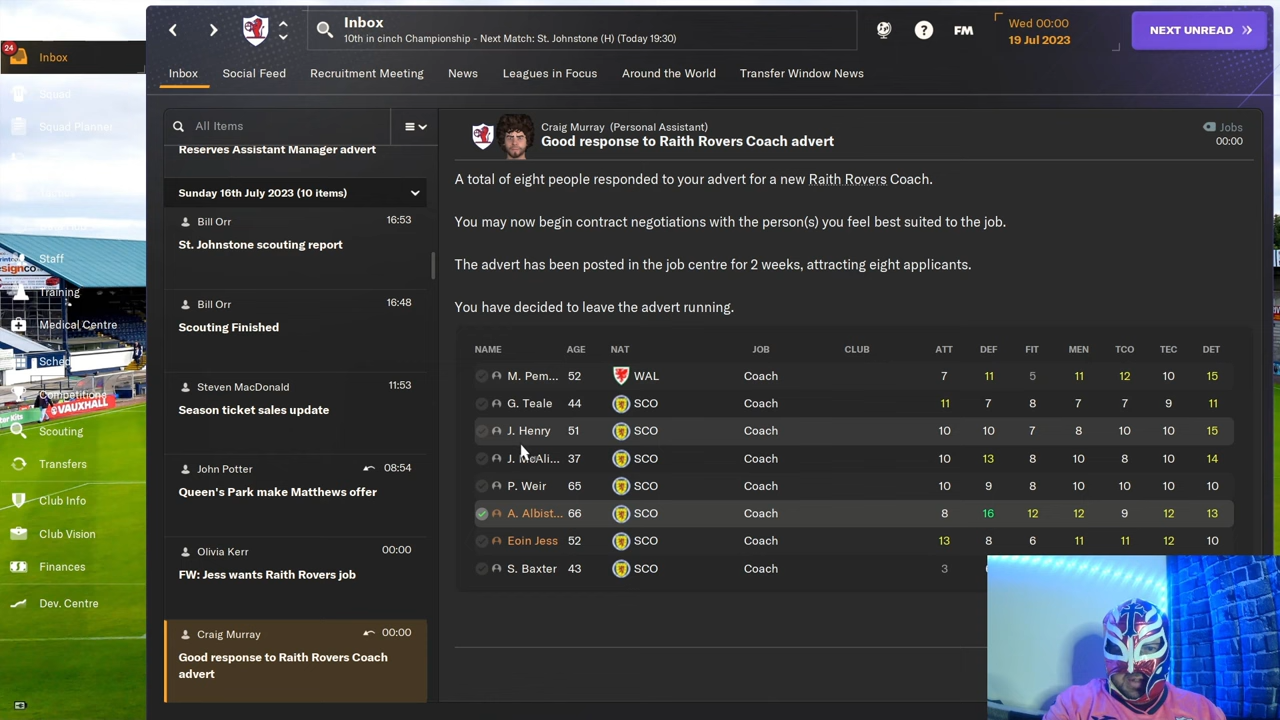 Inbox
10th in cinch Championship - Next Match: St. Johnstone (H) (Today 19:30)
FM
Wed 00:00
19 Jul 2023
NEXT UNREAD
24
Inbox
Squad
Squad Planner
Staff
Training
Medical Centre
Sched
Competitions
Scouting
Transfers
Club Info
Club Vision
Finances
Dev. Centre
VAUXHALL
Inbox
Social Feed
Recruitment Meeting
News
Leagues in Focus
Around the World
Transfer Window News
All Items
Reserves Assistant Manager advert
Sunday 16th July 2023 (10 items)
Bill Orr 16:53
St. Johnstone scouting report
Bill Orr 16:48
Scouting Finished
Steven MacDonald 11:53
Season ticket sales update
John Potter 08:54
Queen's Park make Matthews offer
Olivia Kerr 00:00
FW: Jess wants Raith Rovers job
Craig Murray 00:00
Good response to Raith Rovers Coach
advert
Craig Murray (Personal Assistant)
Good response to Raith Rovers Coach advert
Jobs
00:00
A total of eight people responded to your advert for a new Raith Rovers Coach.
You may now begin contract negotiations with the person(s) you feel best suited to the job.
The advert has been posted in the job centre for 2 weeks, attracting eight applicants.
You have decided to leave the advert running.
NAME AGE NAT JOB CLUB ATT DEF FIT MEN TCO TEC DET
M. Pem... 52 WAL Coach 7 11 5 11 12 10 15
G. Teale 44 SCO Coach 11 7 8 7 7 9 11
J. Henry 51 SCO Coach 10 10 7 8 10 10 15
J. McAli... 37 SCO Coach 10 13 8 10 8 10 14
P. Weir 65 SCO Coach 10 9 8 10 10 10 10
A. Albist... 66 SCO Coach 8 16 12 12 9 12 13
Eoin Jess 52 SCO Coach 13 8 6 11 11 12 10
S. Baxter 43 SCO Coach 3